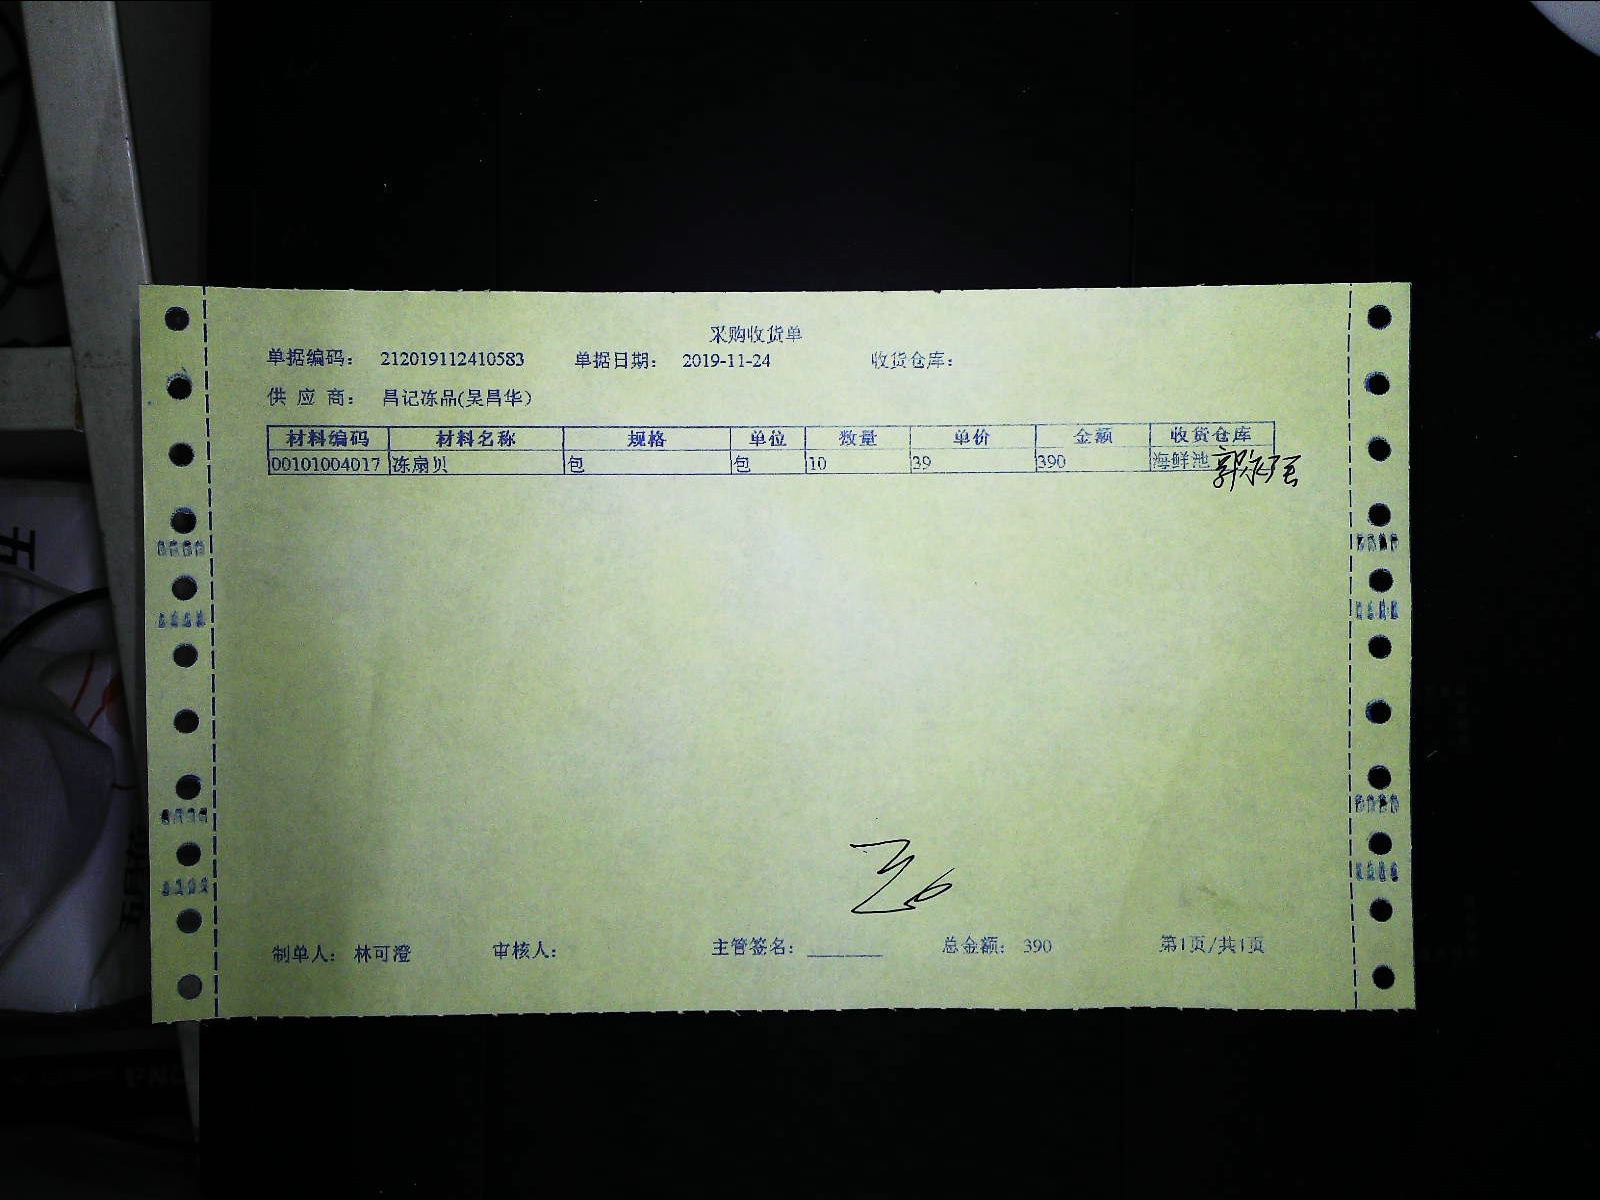 采购收货单
单据编码： 212019112410583 单据日期： 2019-11-24 收货仓库：
供 应 商： 昌记冻品(吴昌华)
材料编码 材料名称 规格 单位 数量 单价 金额 收货仓库
00101004017 冻扇贝 包 包 10 39 390 海鲜池
制单人： 林可澄 审核人： 主管签名： 总金额： 390 第1页/共1页